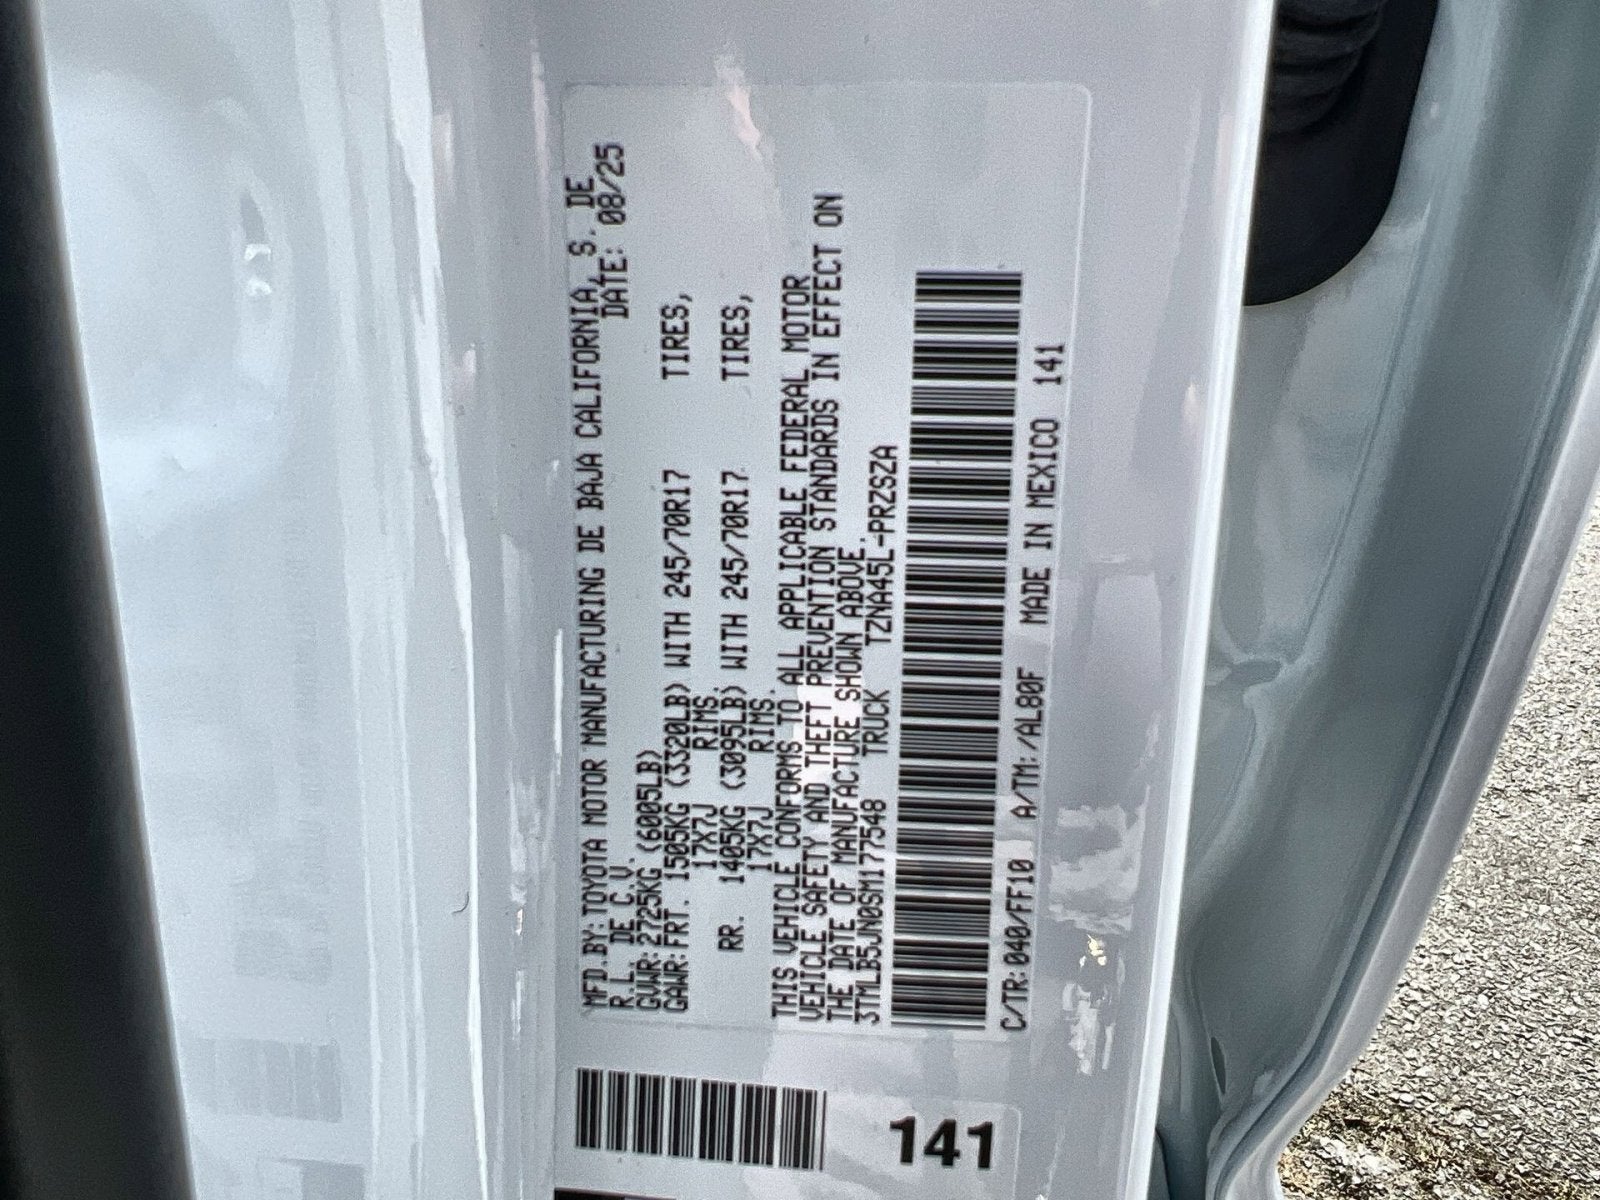 MFD.BY:TOYOTA MOTOR MANUFACTURING DE BAJA CALIFORNIA, S. DE
R.L. DE C.V. DATE: 08/25
GVWR:2725KG (6005LB)
GAWR:FRT. 1505KG (3320LB) WITH 245/70R17 TIRES,
17X7J RIMS.
RR. 1405KG (3095LB) WITH 245/70R17 TIRES,
17X7J RIMS.
THIS VEHICLE CONFORMS TO ALL APPLICABLE FEDERAL MOTOR
VEHICLE SAFETY AND THEFT PREVENTION STANDARDS IN EFFECT ON
THE DATE OF MANUFACTURE SHOWN ABOVE.
3TMLB5JN0SM177548 TRUCK TZNA45L-PRZSZA
C/TR:040/FF10 A/TM:/AL80F MADE IN MEXICO 141
141